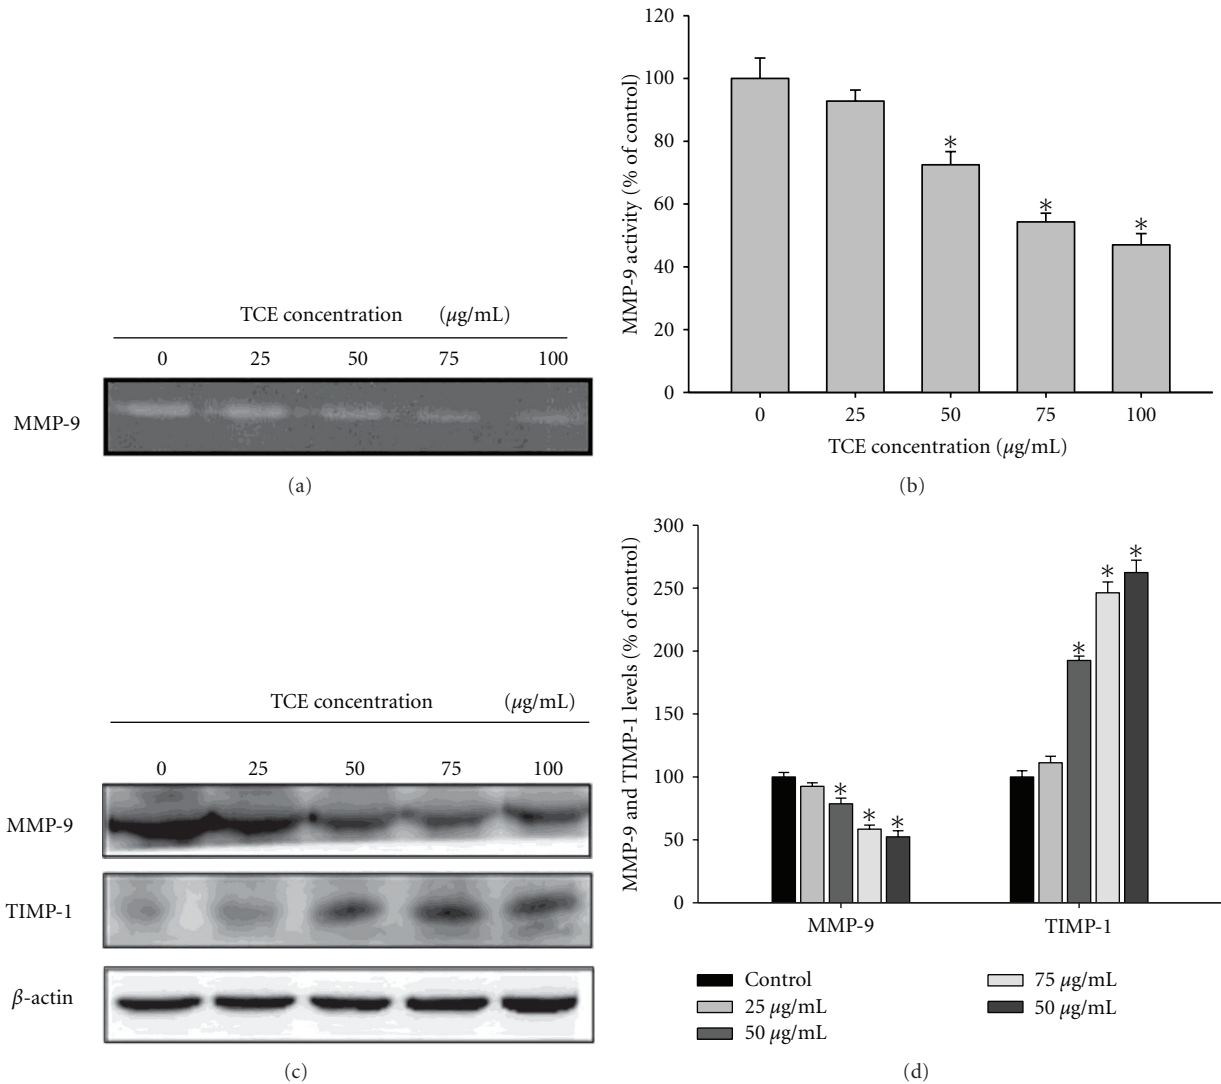 TCE concentration (μg/mL)
0 25 50 75 100
MMP-9
(a)
MMP-9 activity (% of control)
120
100
80
60
40
20
0
* * *
0 25 50 75 100
TCE concentration (μg/mL)
(b)
TCE concentration (μg/mL)
0 25 50 75 100
MMP-9
TIMP-1
β-actin
(c)
MMP-9 and TIMP-1 levels (% of control)
300
250
200
150
100
50
0
* * * * * *
MMP-9 TIMP-1
Control
25 μg/mL
50 μg/mL
75 μg/mL
50 μg/mL
(d)